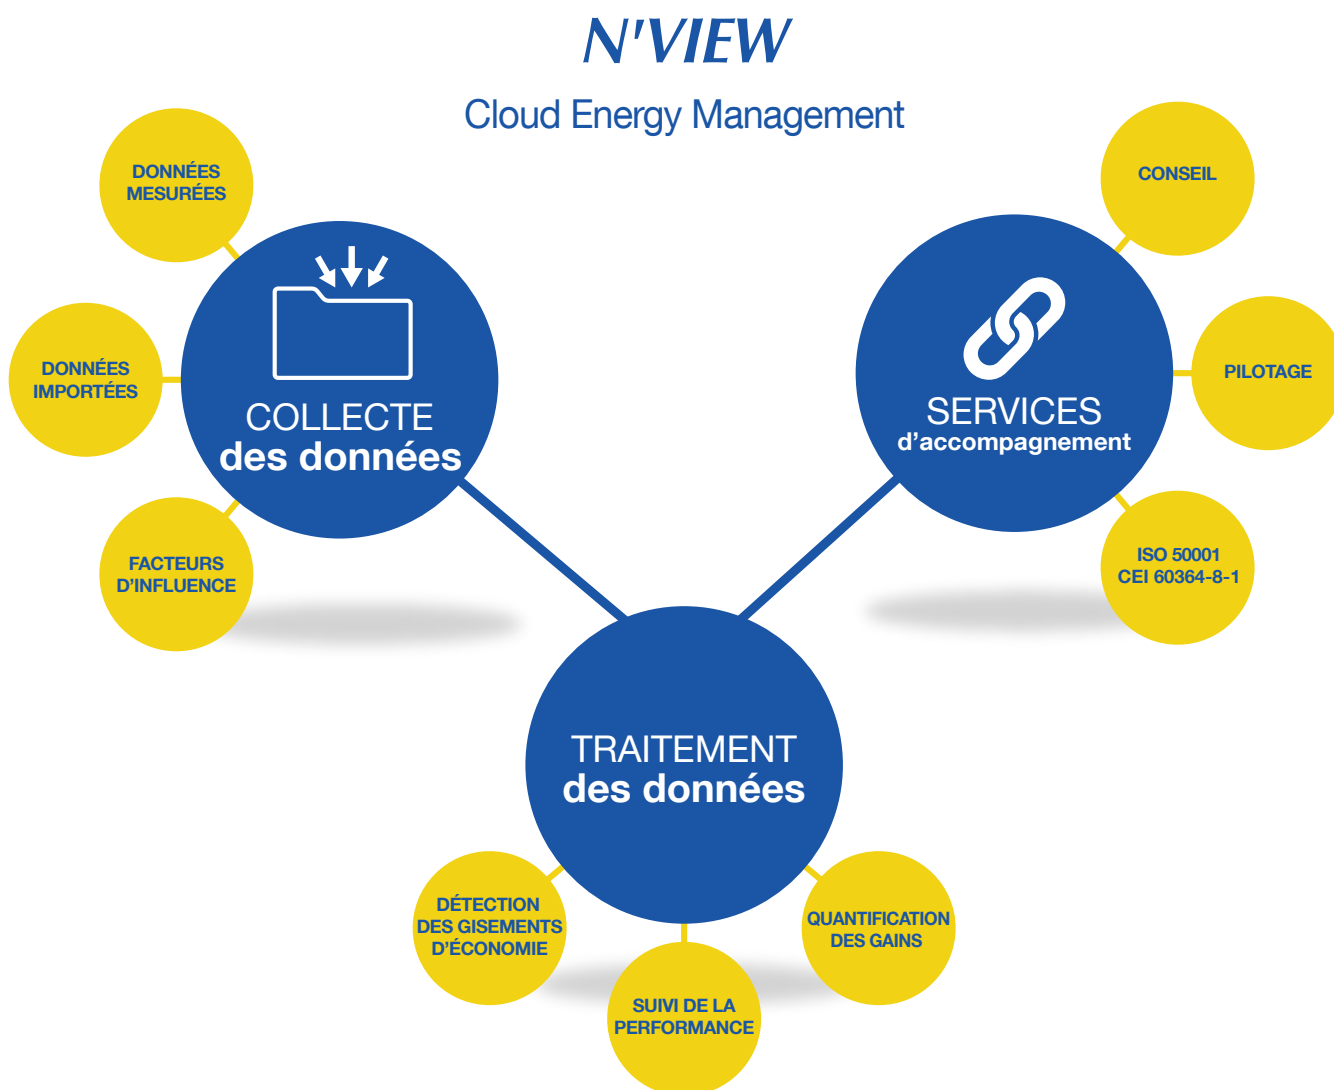 N'VIEW
Cloud Energy Management
DONNÉES
MESURÉES
DONNÉES
IMPORTÉES
FACTEURS
D’INFLUENCE
COLLECTE
des données
CONSEIL
PILOTAGE
ISO 50001
CEI 60364-8-1
SERVICES
d’accompagnement
TRAITEMENT
des données
DÉTECTION
DES GISEMENTS
D’ÉCONOMIE
SUIVI DE LA
PERFORMANCE
QUANTIFICATION
DES GAINS